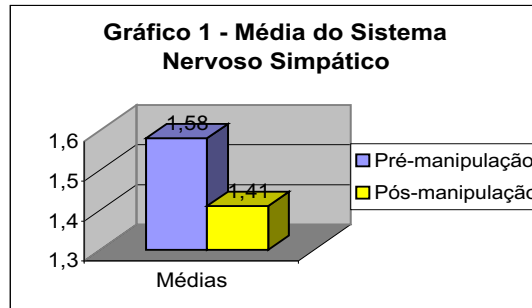 Gráfico 1 - Média do Sistema
Nervoso Simpático
1,58
1,41
1,6
1,5
1,4
1,3
Médias
Pré-manipulação
Pós-manipulação